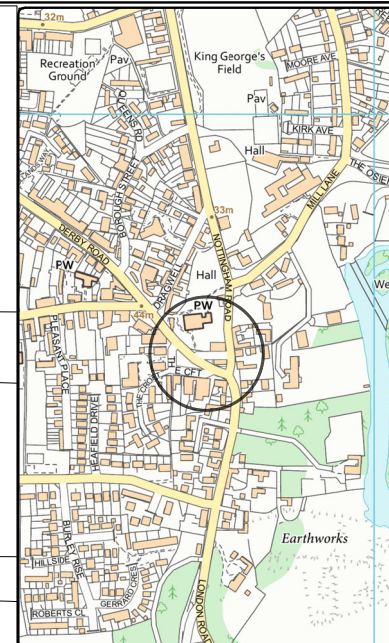 32m
Recreation
Ground
Pav
King George's
Field
MOORE AVE
Pav
QUEENS RD
KIRK AVE
Hall
THE OSIER
BOROUGH STREET
MILL LANE
33m
DERBY ROAD
DRAGWELL
NOTTINGHAM ROAD
PW
Hall
We
PW
44m
PLEASANT PLACE
THE
E CFT
HEAFIELD DRIVE
Earthworks
BURLEY RISE
HILLSIDE
GERRARD CRES
ROBERTS CL
LONDON ROAD